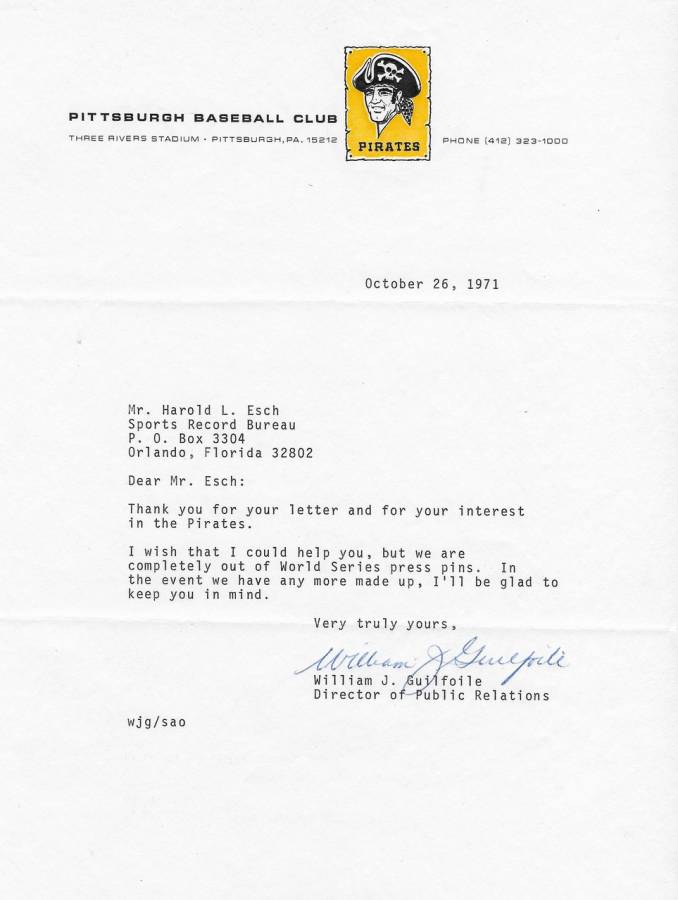 PITTSBURGH BASEBALL CLUB
THREE RIVERS STADIUM • PITTSBURGH, PA. 15212
PIRATES
PHONE (412) 323-1000
October 26, 1971
Mr. Harold L. Esch
Sports Record Bureau
P. O. Box 3304
Orlando, Florida 32802
Dear Mr. Esch:
Thank you for your letter and for your interest
in the Pirates.
I wish that I could help you, but we are
completely out of World Series press pins. In
the event we have any more made up, I'll be glad to
keep you in mind.
Very truly yours,
William J. Guilfoile
William J. Guilfoile
Director of Public Relations
wjg/sao